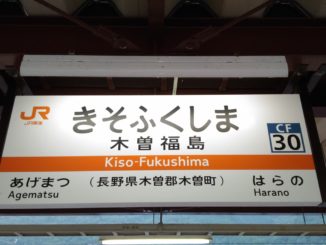 JR
JR東海
きそふくしま
木曽福島
Kiso-Fukushima
CF
30
あげまつ
Agematsu
(長野県木曽郡木曽町)
はらの
Harano